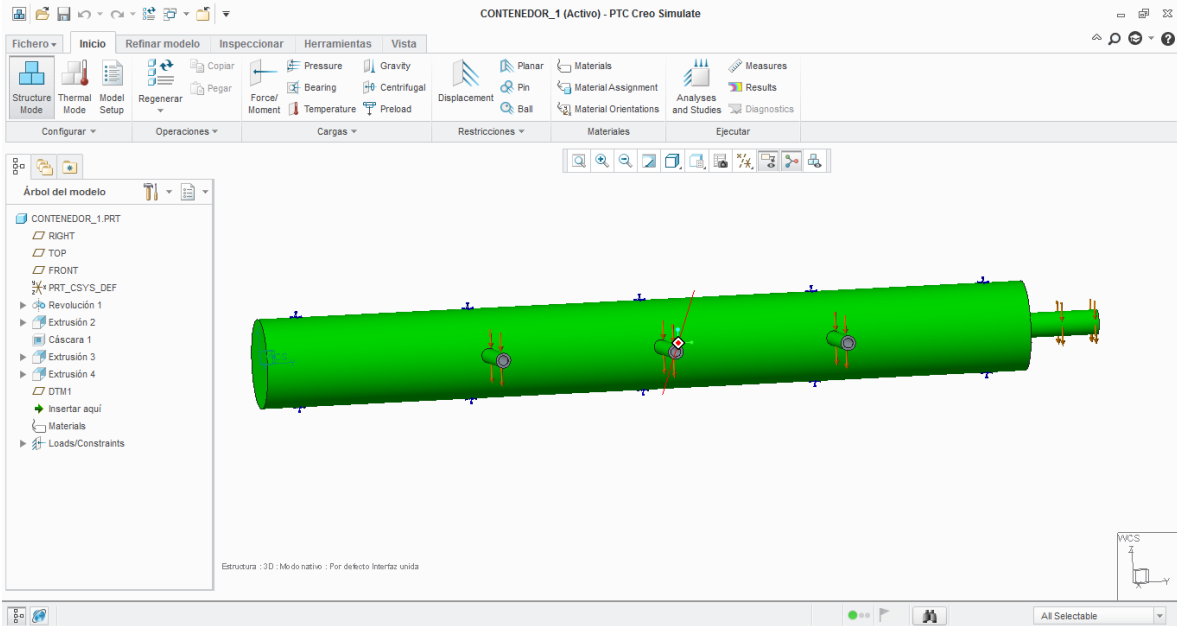 CONTENEDOR_1 (Activo) - PTC Creo Simulate
Fichero Inicio Refinar modelo Inspeccionar Herramientas Vista
Structure Mode
Thermal Mode
Model Setup
Configurar
Regenerar
Copiar
Pegar
Operaciones
Force/ Moment
Pressure
Bearing
Temperature
Gravity
Centrifugal
Preload
Cargas
Displacement
Planar
Pin
Ball
Restricciones
Materials
Material Assignment
Material Orientations
Materials
Analyses and Studies
Measures
Results
Diagnostics
Ejecutar
Árbol del modelo
CONTENEDOR_1.PRT
RIGHT
TOP
FRONT
PRT_CSYS_DEF
Revolución 1
Extrusión 2
Cáscara 1
Extrusión 3
Extrusión 4
DTM1
Insertar aquí
Materials
Loads/Constraints
Estructura : 3D : Modo nativo : Por defecto Interfaz unida
WCS
Z
Y
X
All Selectable